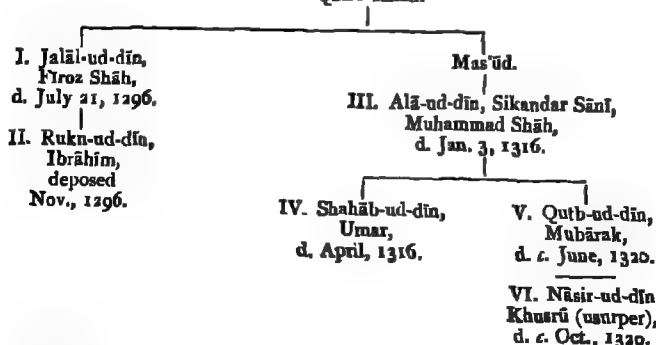 I. Jalāl-ud-dīn,
Fīroz Shāh,
d. July 21, 1296.
II. Rukn-ud-dīn,
Ibrāhīm,
deposed
Nov., 1296.
Mas'ūd.
III. Alā-ud-dīn, Sikandar Sānī,
Muhammad Shāh,
d. Jan. 3, 1316.
IV. Shahāb-ud-dīn,
Umar,
d. April, 1316.
V. Qutb-ud-dīn,
Mubārak,
d. c. June, 1320.
VI. Nāsir-ud-dīn
Khusrū (usurper),
d. c. Oct., 1320.